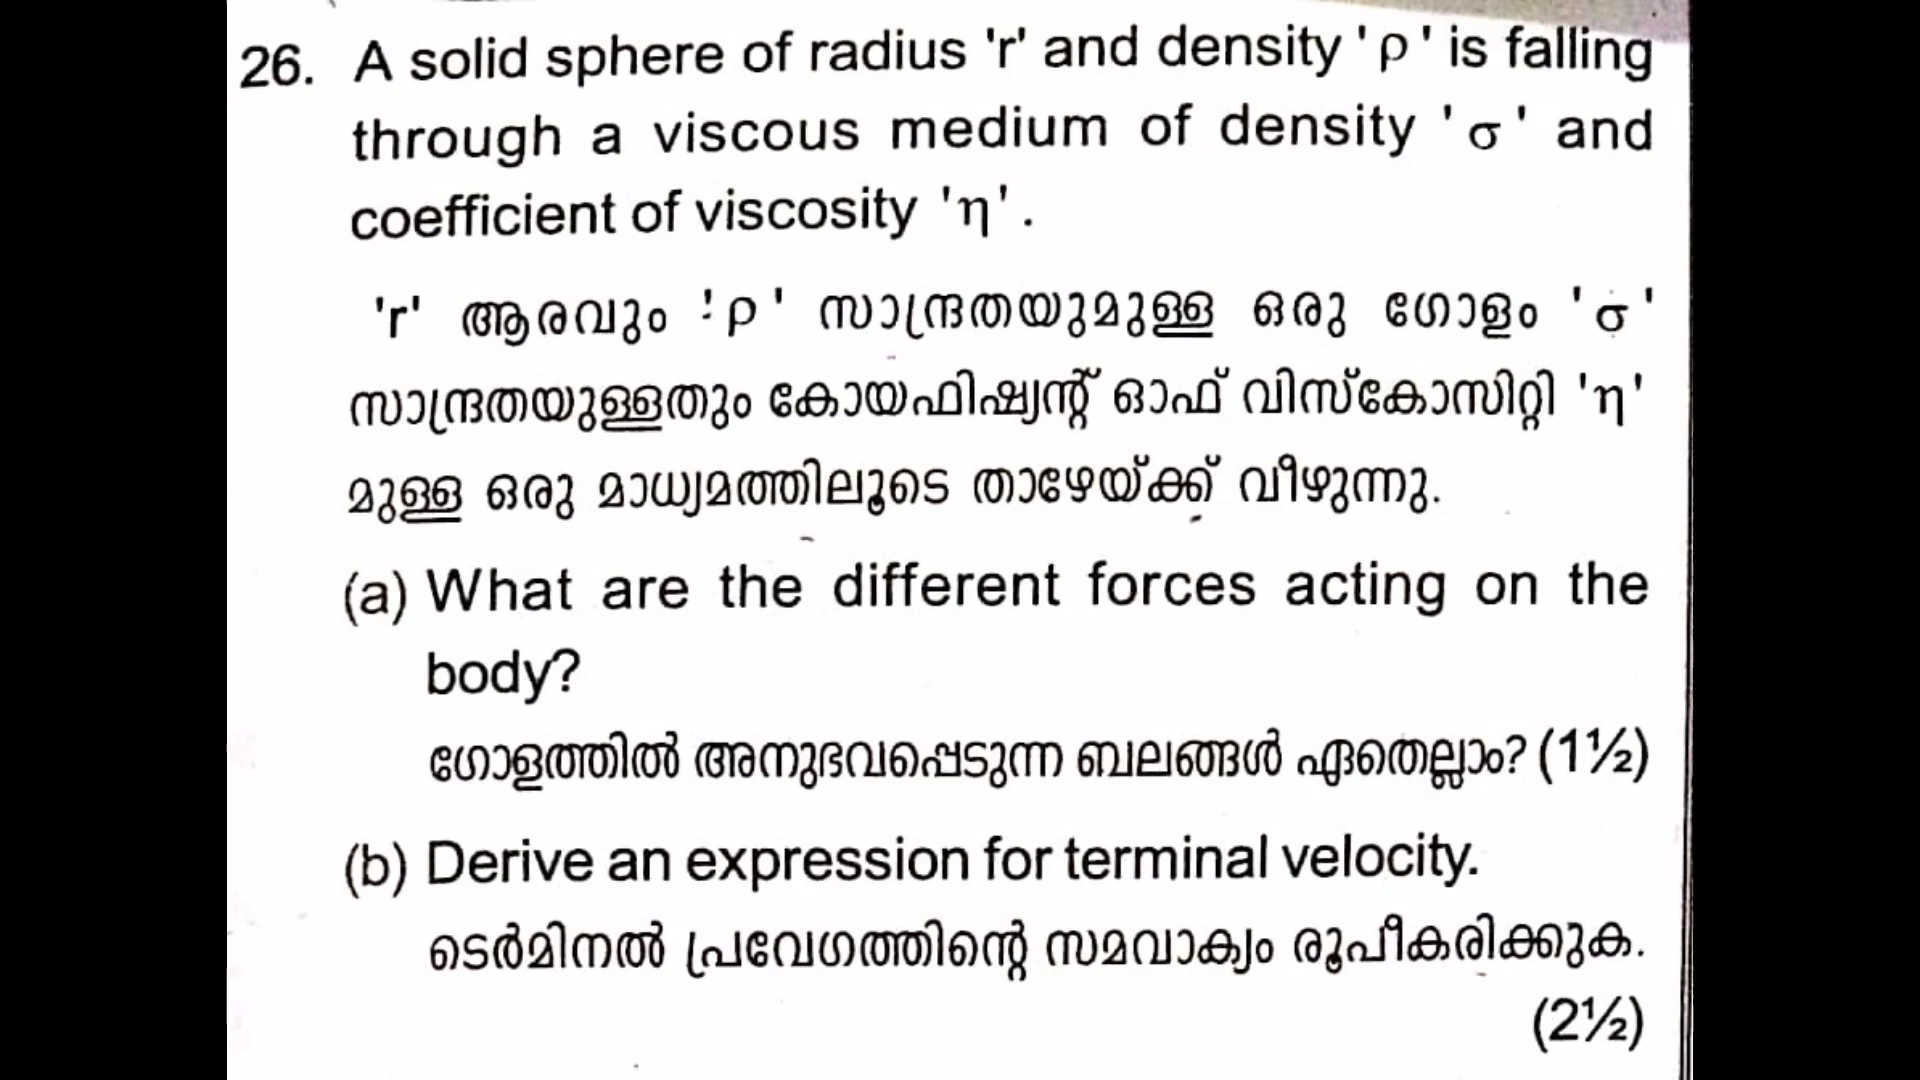 26. A solid sphere of radius 'r' and density 'ρ' is falling
through a viscous medium of density 'σ' and
coefficient of viscosity 'η'.
'r' ആരവും 'ρ' സാന്ദ്രതയുമുള്ള ഒരു ഗോളം 'σ'
സാന്ദ്രതയുള്ളതും കോയഫിഷ്യന്റ് ഓഫ് വിസ്കോസിറ്റി 'η'
മുള്ള ഒരു മാധ്യമത്തിലൂടെ താഴേയ്ക്ക് വീഴുന്നു.
(a) What are the different forces acting on the
body?
ഗോളത്തിൽ അനുഭവപ്പെടുന്ന ബലങ്ങൾ ഏതെല്ലാം? (1½)
(b) Derive an expression for terminal velocity.
ടെർമിനൽ പ്രവേഗത്തിന്റെ സമവാക്യം രൂപീകരിക്കുക.
(2½)